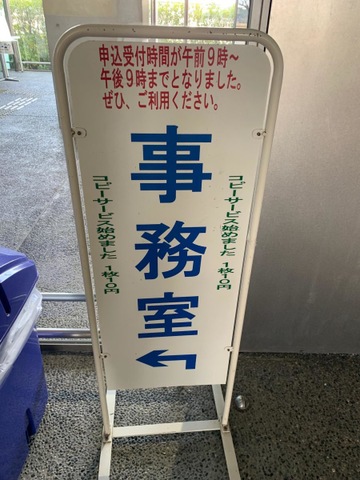 申込受付時間が午前９時～
午後９時までとなりました。
ぜひ、ご利用ください。
事務室
コピーサービス始めました １枚１０円
コピーサービス始めました １枚１０円